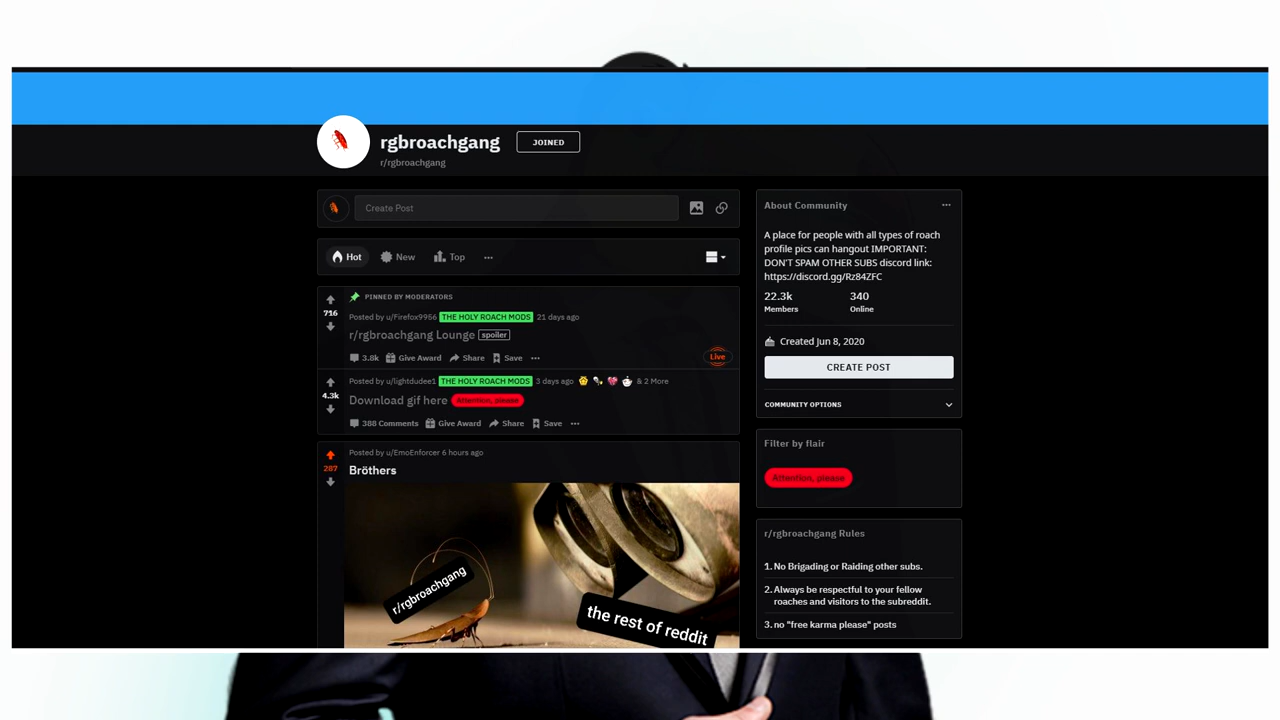 rgbroachgang
JOINED
r/rgbroachgang
Create Post
Hot
New
Top
PINNED BY MODERATORS
716
Posted by u/Firefox9956 THE HOLY ROACH MODS 21 days ago
r/rgbroachgang Lounge spoiler
3.8k Give Award Share Save
Live
4.3k
Posted by u/lightdudee1 THE HOLY ROACH MODS 3 days ago & 2 More
Download gif here Attention, please
388 Comments Give Award Share Save
287
Posted by u/EmoEnforcer 6 hours ago
Bröthers
r/rgbroachgang
the rest of reddit
About Community
A place for people with all types of roach
profile pics can hangout IMPORTANT:
DON'T SPAM OTHER SUBS discord link:
https://discord.gg/Rz84ZFC
22.3k 340
Members Online
Created Jun 8, 2020
CREATE POST
COMMUNITY OPTIONS
Filter by flair
Attention, please
r/rgbroachgang Rules
1. No Brigading or Raiding other subs.
2. Always be respectful to your fellow
roaches and visitors to the subreddit.
3. no "free karma please" posts